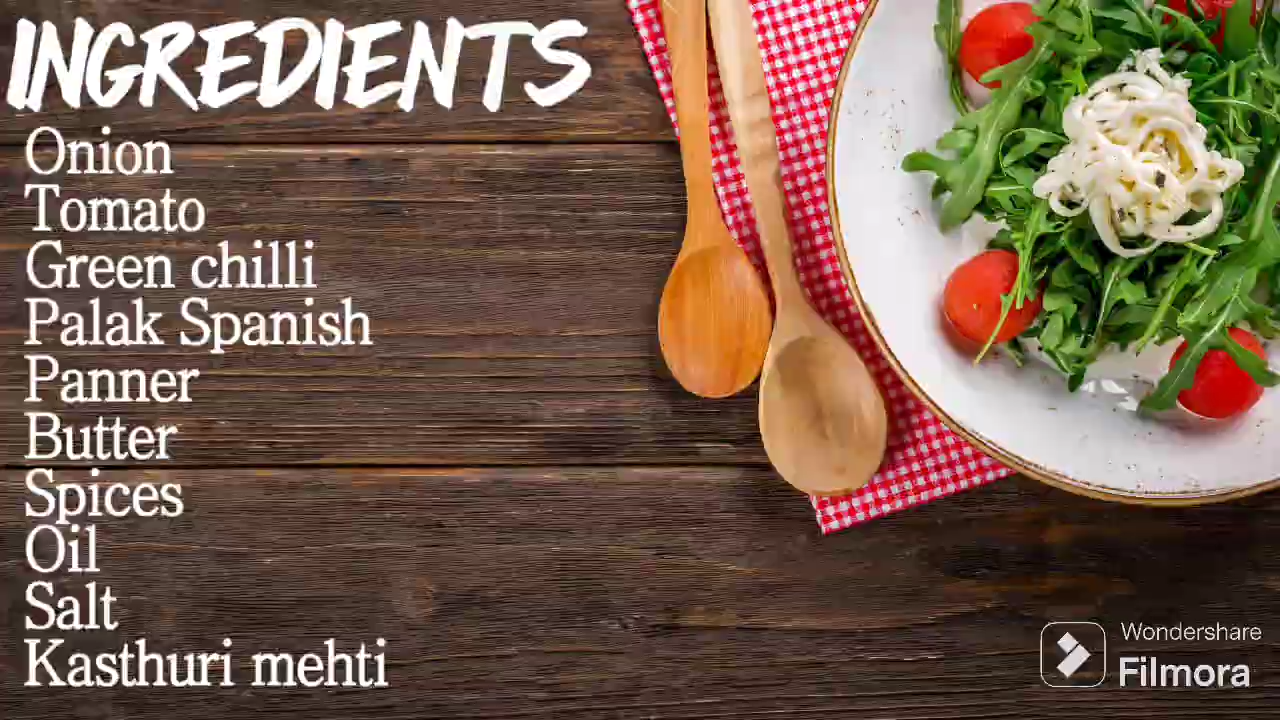 INGREDIENTS
Onion
Tomato
Green chilli
Palak Spanish
Panner
Butter
Spices
Oil
Salt
Kasthuri mehti
Wondershare
Filmora